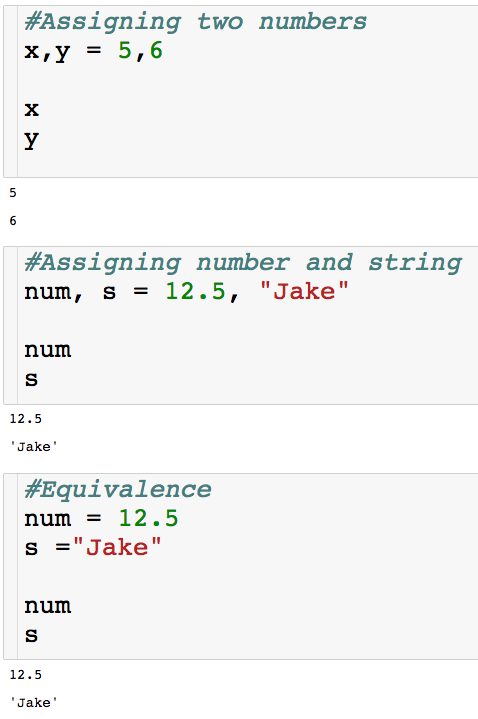 #Assigning two numbers
x,y = 5,6
x
y
5
6
#Assigning number and string
num, s = 12.5, "Jake"
num
s
12.5
'Jake'
#Equivalence
num = 12.5
s ="Jake"
num
s
12.5
'Jake'